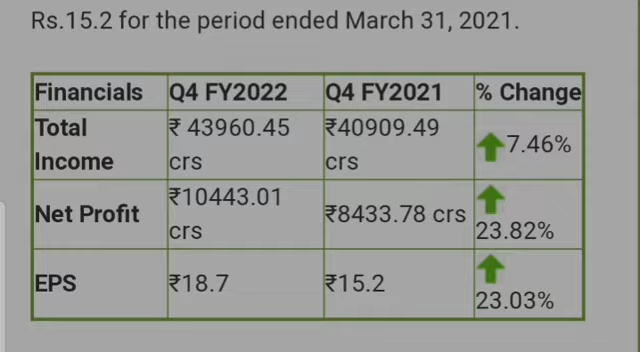 Rs.15.2 for the period ended March 31, 2021.
Financials Q4 FY2022 Q4 FY2021 % Change
Total Income ₹ 43960.45 crs ₹40909.49 crs 7.46%
Net Profit ₹10443.01 crs ₹8433.78 crs 23.82%
EPS ₹18.7 ₹15.2 23.03%